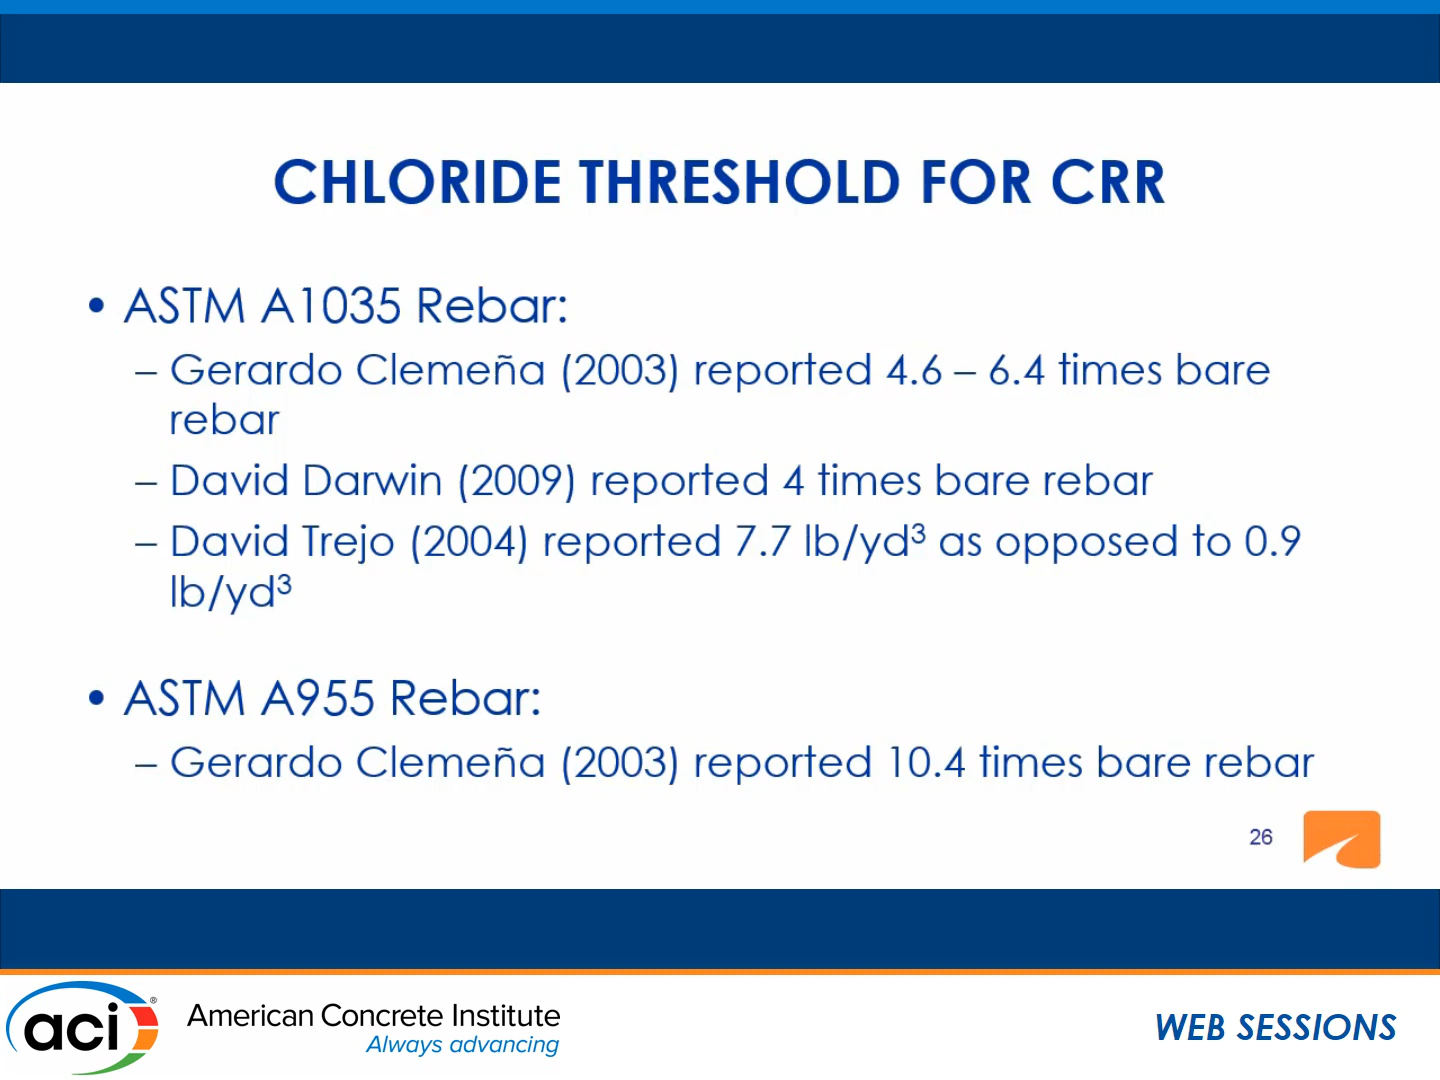 CHLORIDE THRESHOLD FOR CRR
• ASTM A1035 Rebar:
– Gerardo Clemeña (2003) reported 4.6 – 6.4 times bare
rebar
– David Darwin (2009) reported 4 times bare rebar
– David Trejo (2004) reported 7.7 lb/yd³ as opposed to 0.9
lb/yd³
• ASTM A955 Rebar:
– Gerardo Clemeña (2003) reported 10.4 times bare rebar
26
aci®
American Concrete Institute
Always advancing
WEB SESSIONS